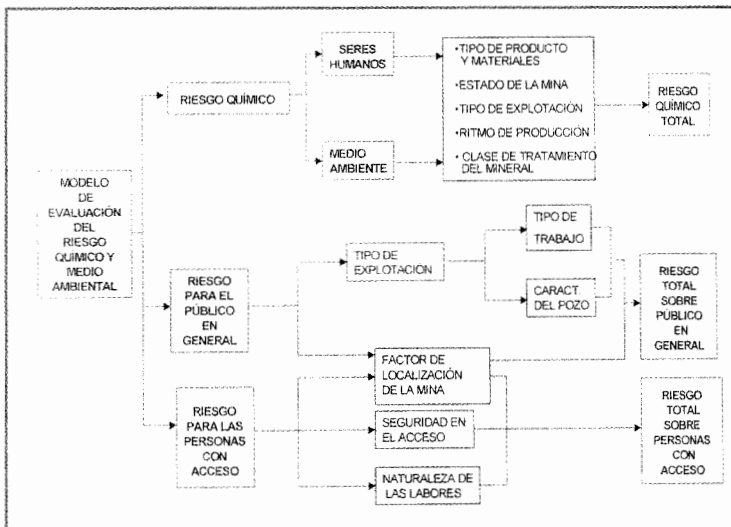 MODELO
DE
EVALUACIÓN
DEL
RIESGO
QUÍMICO Y
MEDIO
AMBIENTAL
RIESGO QUÍMICO
SERES
HUMANOS
MEDIO
AMBIENTE
•TIPO DE PRODUCTO
Y MATERIALES
•ESTADO DE LA MINA
•TIPO DE EXPLOTACIÓN
•RITMO DE PRODUCCIÓN
• CLASE DE TRATAMIENTO
DEL MINERAL
RIESGO
QUÍMICO
TOTAL
RIESGO
PARA EL
PÚBLICO
EN
GENERAL
TIPO DE
EXPLOTACION
TIPO DE
TRABAJO
CARACT.
DEL POZO
RIESGO
TOTAL
SOBRE
PÚBLICO
EN
GENERAL
FACTOR DE
LOCALIZACIÓN
DE LA MINA
RIESGO
PARA LAS
PERSONAS
CON
ACCESO
SEGURIDAD EN
EL ACCESO
NATURALEZA DE
LAS LABORES
RIESGO
TOTAL
SOBRE
PERSONAS
CON
ACCESO